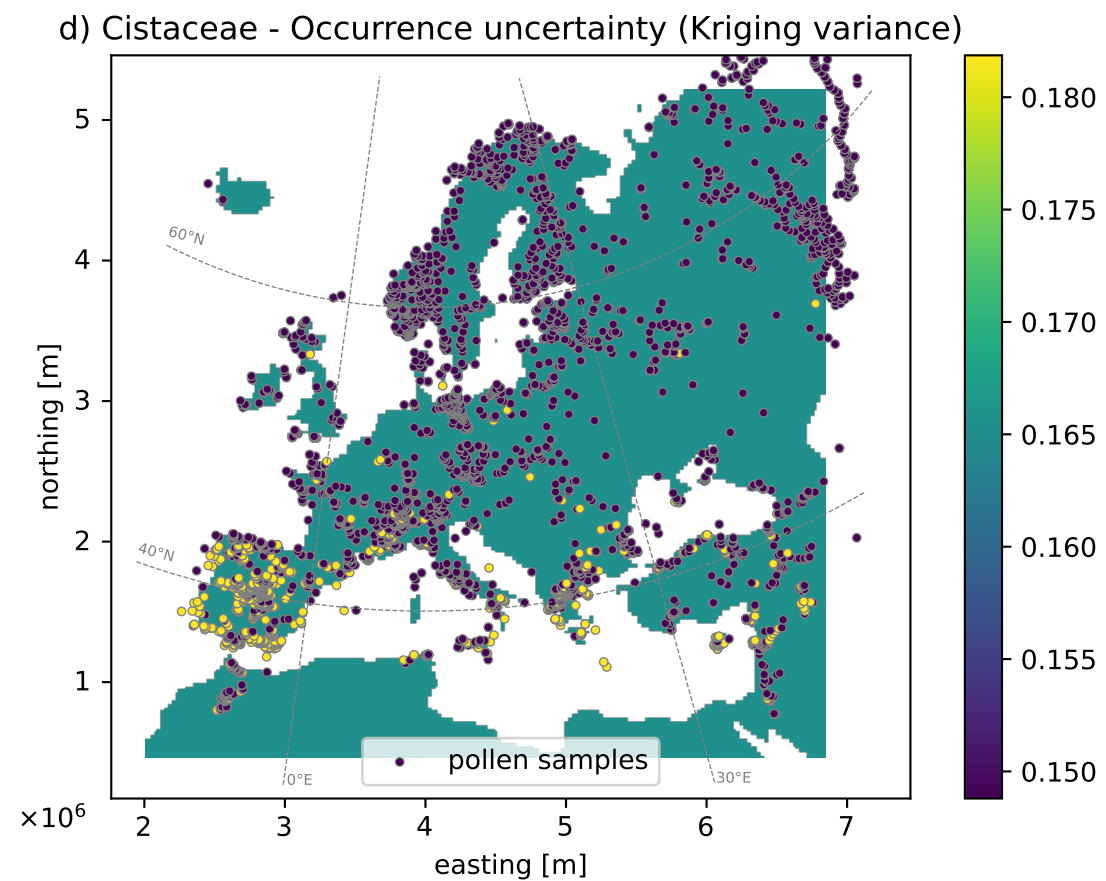 d) Cistaceae - Occurrence uncertainty (Kriging variance)
5
4
3
2
1
northing [m]
60°N
40°N
0°E
30°E
pollen samples
×10⁶
2 3 4 5 6 7
easting [m]
0.180
0.175
0.170
0.165
0.160
0.155
0.150